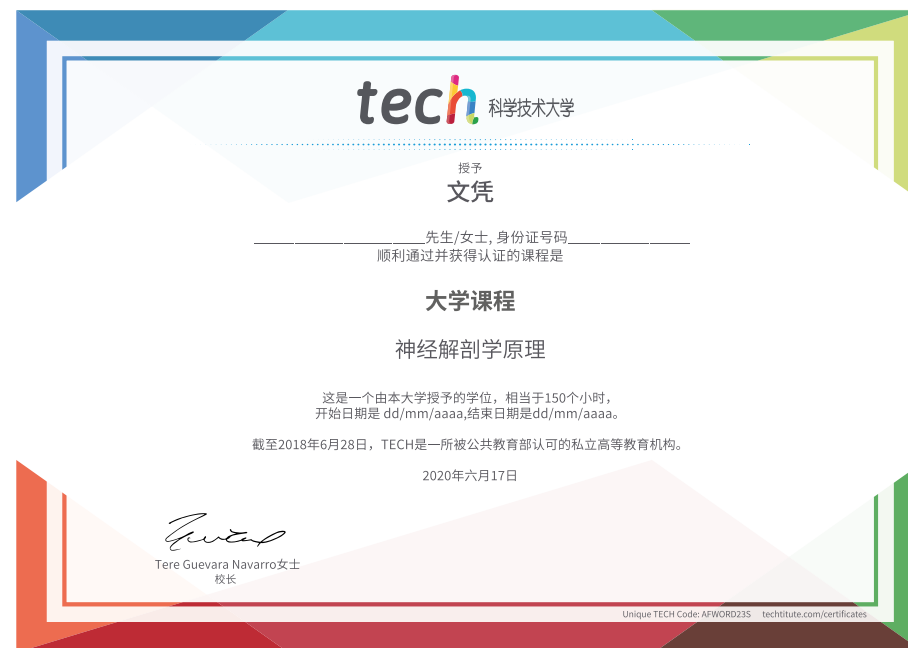 tech 科学技术大学
授予
文凭
______________________先生/女士, 身份证号码_______________
顺利通过并获得认证的课程是
大学课程
神经解剖学原理
这是一个由本大学授予的学位，相当于150个小时，
开始日期是 dd/mm/aaaa,结束日期是dd/mm/aaaa。
截至2018年6月28日，TECH是一所被公共教育部认可的私立高等教育机构。
2020年六月17日
Tere Guevara Navarro女士
校长
Unique TECH Code: AFWORD23S techtitute.com/certificates